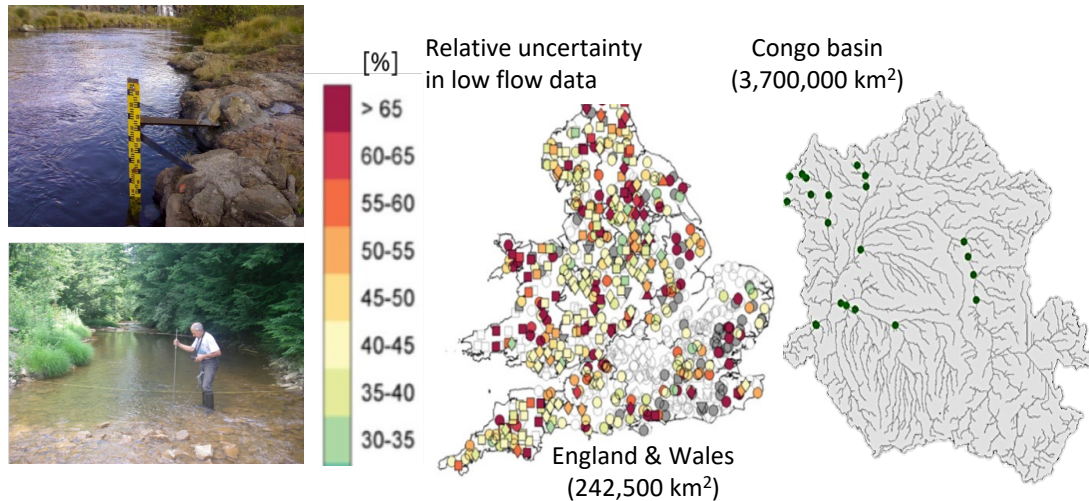 Relative uncertainty
in low flow data
[%]
> 65
60-65
55-60
50-55
45-50
40-45
35-40
30-35
England & Wales
(242,500 km²)
Congo basin
(3,700,000 km²)